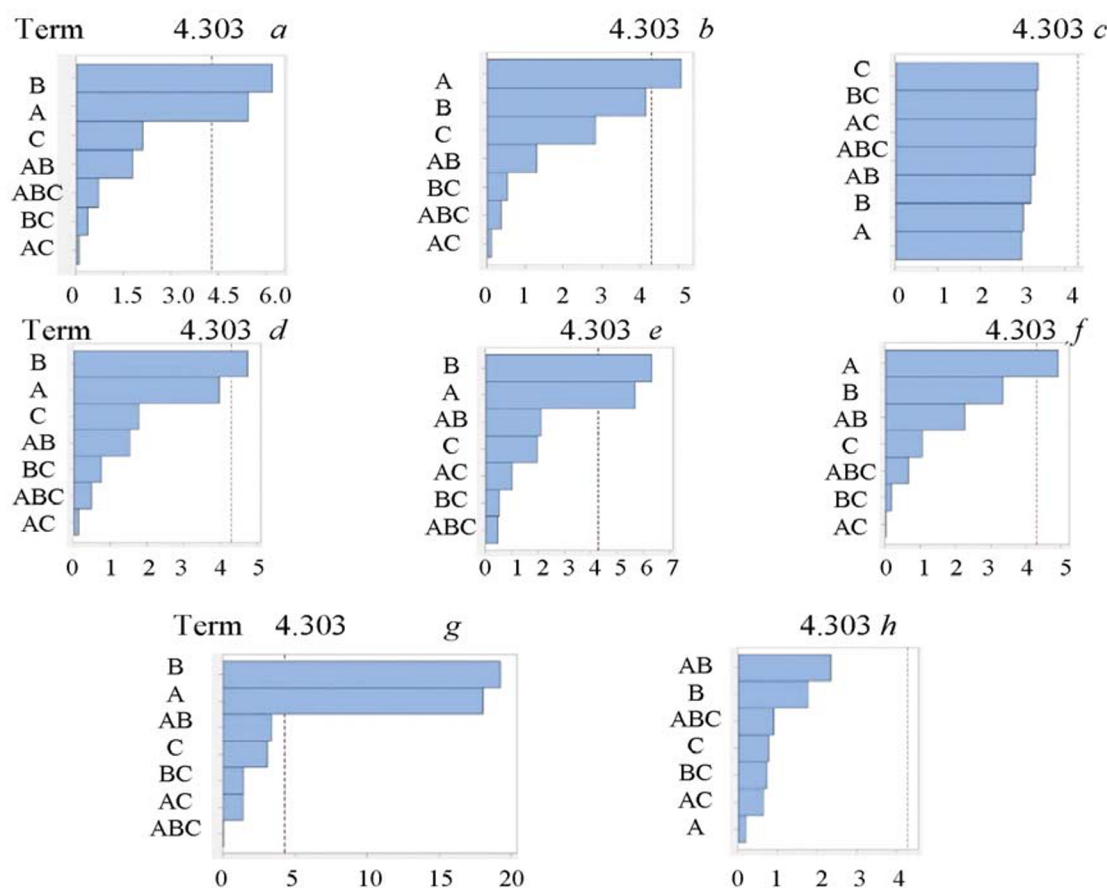 Term 4.303 a
B
A
C
AB
ABC
BC
AC
0 1.5 3.0 4.5 6.0
4.303 b
A
B
C
AB
BC
ABC
AC
0 1 2 3 4 5
4.303 c
C
BC
AC
ABC
AB
B
A
0 1 2 3 4
Term 4.303 d
B
A
C
AB
BC
ABC
AC
0 1 2 3 4 5
4.303 e
B
A
AB
C
AC
BC
ABC
0 1 2 3 4 5 6 7
4.303 f
A
B
AB
C
ABC
BC
AC
0 1 2 3 4 5
Term 4.303 g
B
A
AB
C
BC
AC
ABC
0 5 10 15 20
4.303 h
AB
B
ABC
C
BC
AC
A
0 1 2 3 4